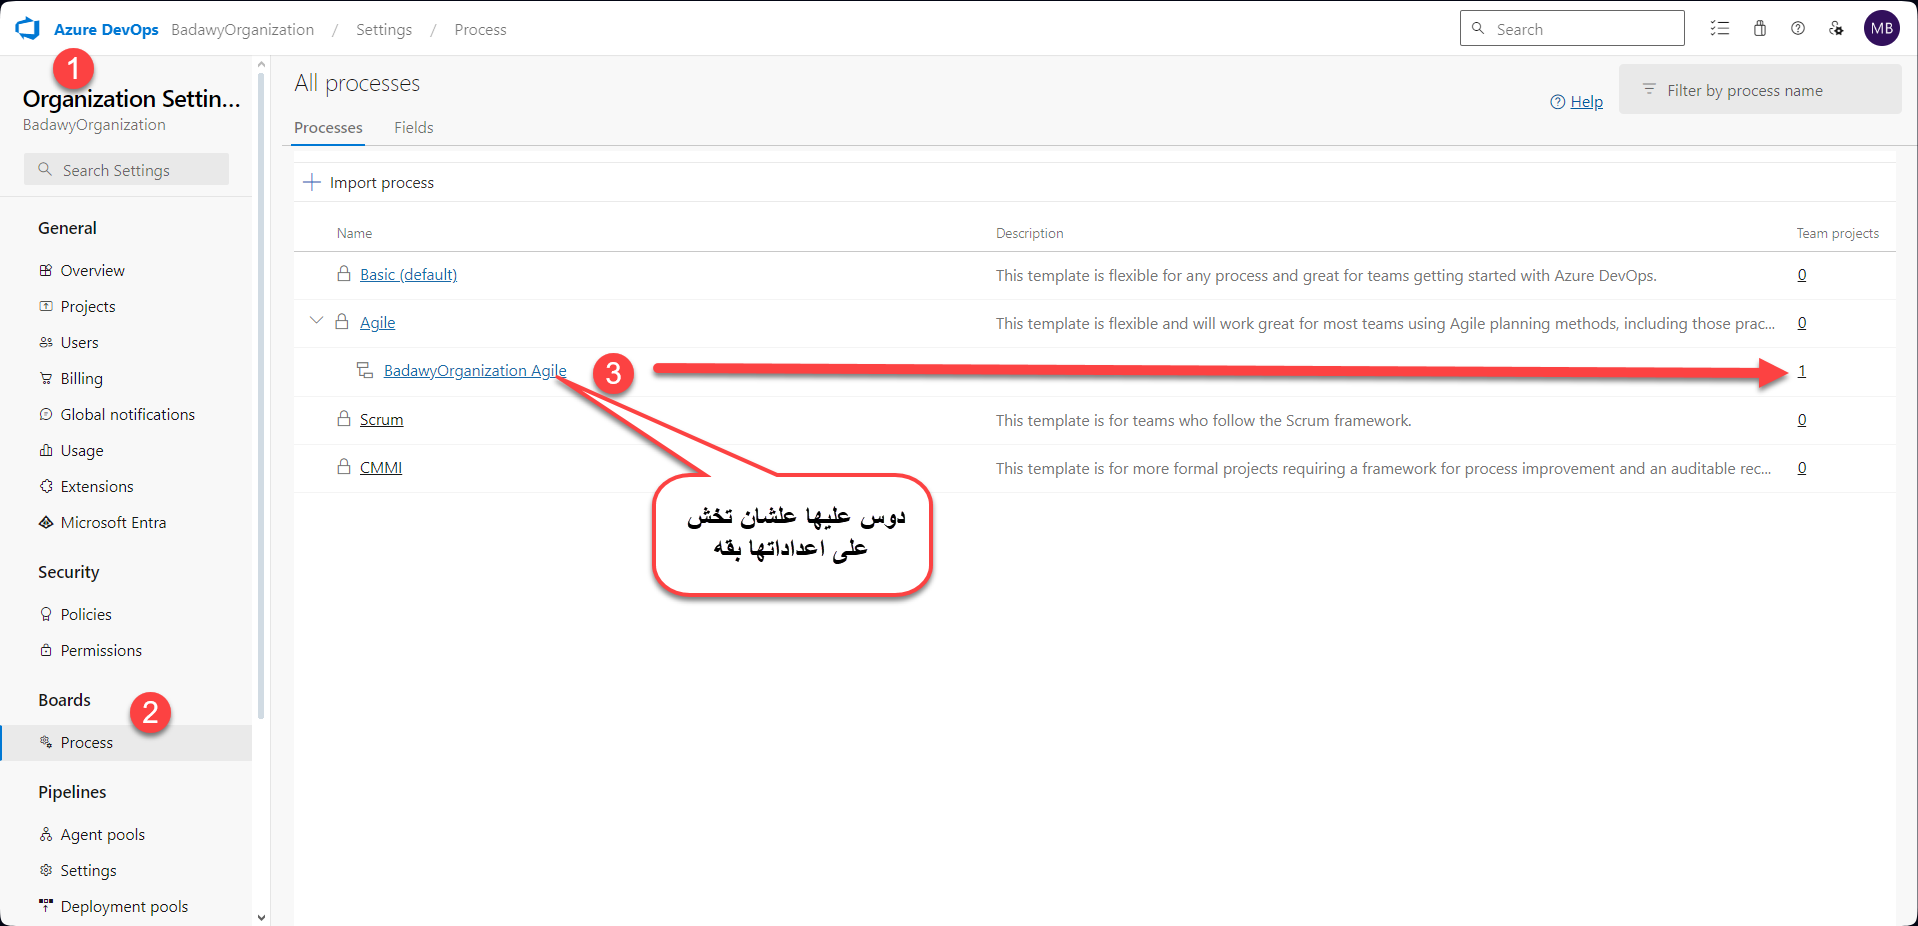 Azure DevOps BadawyOrganization / Settings / Process
Search
MB
1
Organization Settin...
BadawyOrganization
Search Settings
General
Overview
Projects
Users
Billing
Global notifications
Usage
Extensions
Microsoft Entra
Security
Policies
Permissions
Boards
2
Process
Pipelines
Agent pools
Settings
Deployment pools
All processes
Help
Filter by process name
Processes Fields
Import process
Name Description Team projects
Basic (default) This template is flexible for any process and great for teams getting started with Azure DevOps. 0
Agile This template is flexible and will work great for most teams using Agile planning methods, including those prac... 0
BadawyOrganization Agile 3 1
Scrum This template is for teams who follow the Scrum framework. 0
CMMI This template is for more formal projects requiring a framework for process improvement and an auditable rec... 0
دوس عليها علشان تخش
على اعداداتها بقه